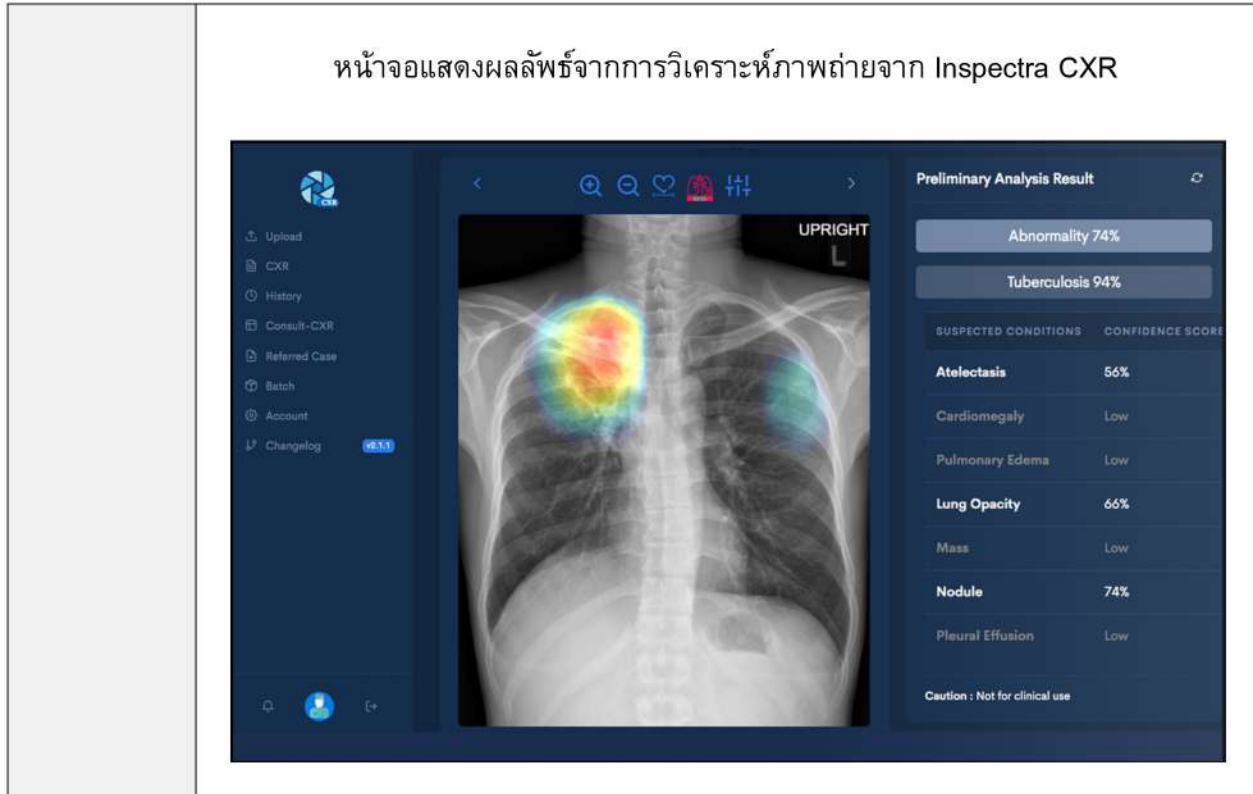 หน้าจอแสดงผลลัพธ์จากการวิเคราะห์ภาพถ่ายจาก Inspectra CXR
CXR
Upload
CXR
History
Consult-CXR
Referred Case
Batch
Account
Changelog v2.1.1
UPRIGHT
L
Preliminary Analysis Result
Abnormality 74%
Tuberculosis 94%
SUSPECTED CONDITIONS CONFIDENCE SCORE
Atelectasis 56%
Cardiomegaly Low
Pulmonary Edema Low
Lung Opacity 66%
Mass Low
Nodule 74%
Pleural Effusion Low
Caution : Not for clinical use